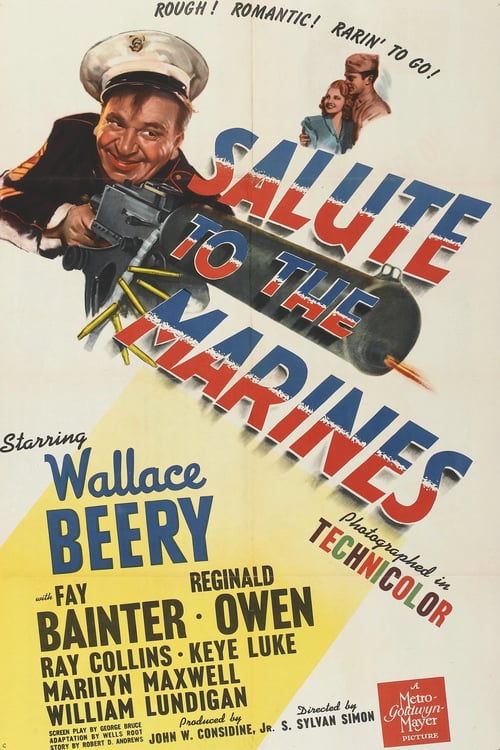 ROUGH! ROMANTIC! RARIN' TO GO!
SALUTE
TO THE
MARINES
Starring
Wallace
BEERY
Photographed in
TECHNICOLOR
with FAY BAINTER · REGINALD OWEN
RAY COLLINS · KEYE LUKE
MARILYN MAXWELL
WILLIAM LUNDIGAN
SCREEN PLAY BY GEORGE BRUCE
ADAPTATION BY WELLS ROOT
STORY BY ROBERT D. ANDREWS
Produced by
JOHN W. CONSIDINE, Jr.
Directed by
S. SYLVAN SIMON
A
Metro-
Goldwyn-
Mayer
PICTURE